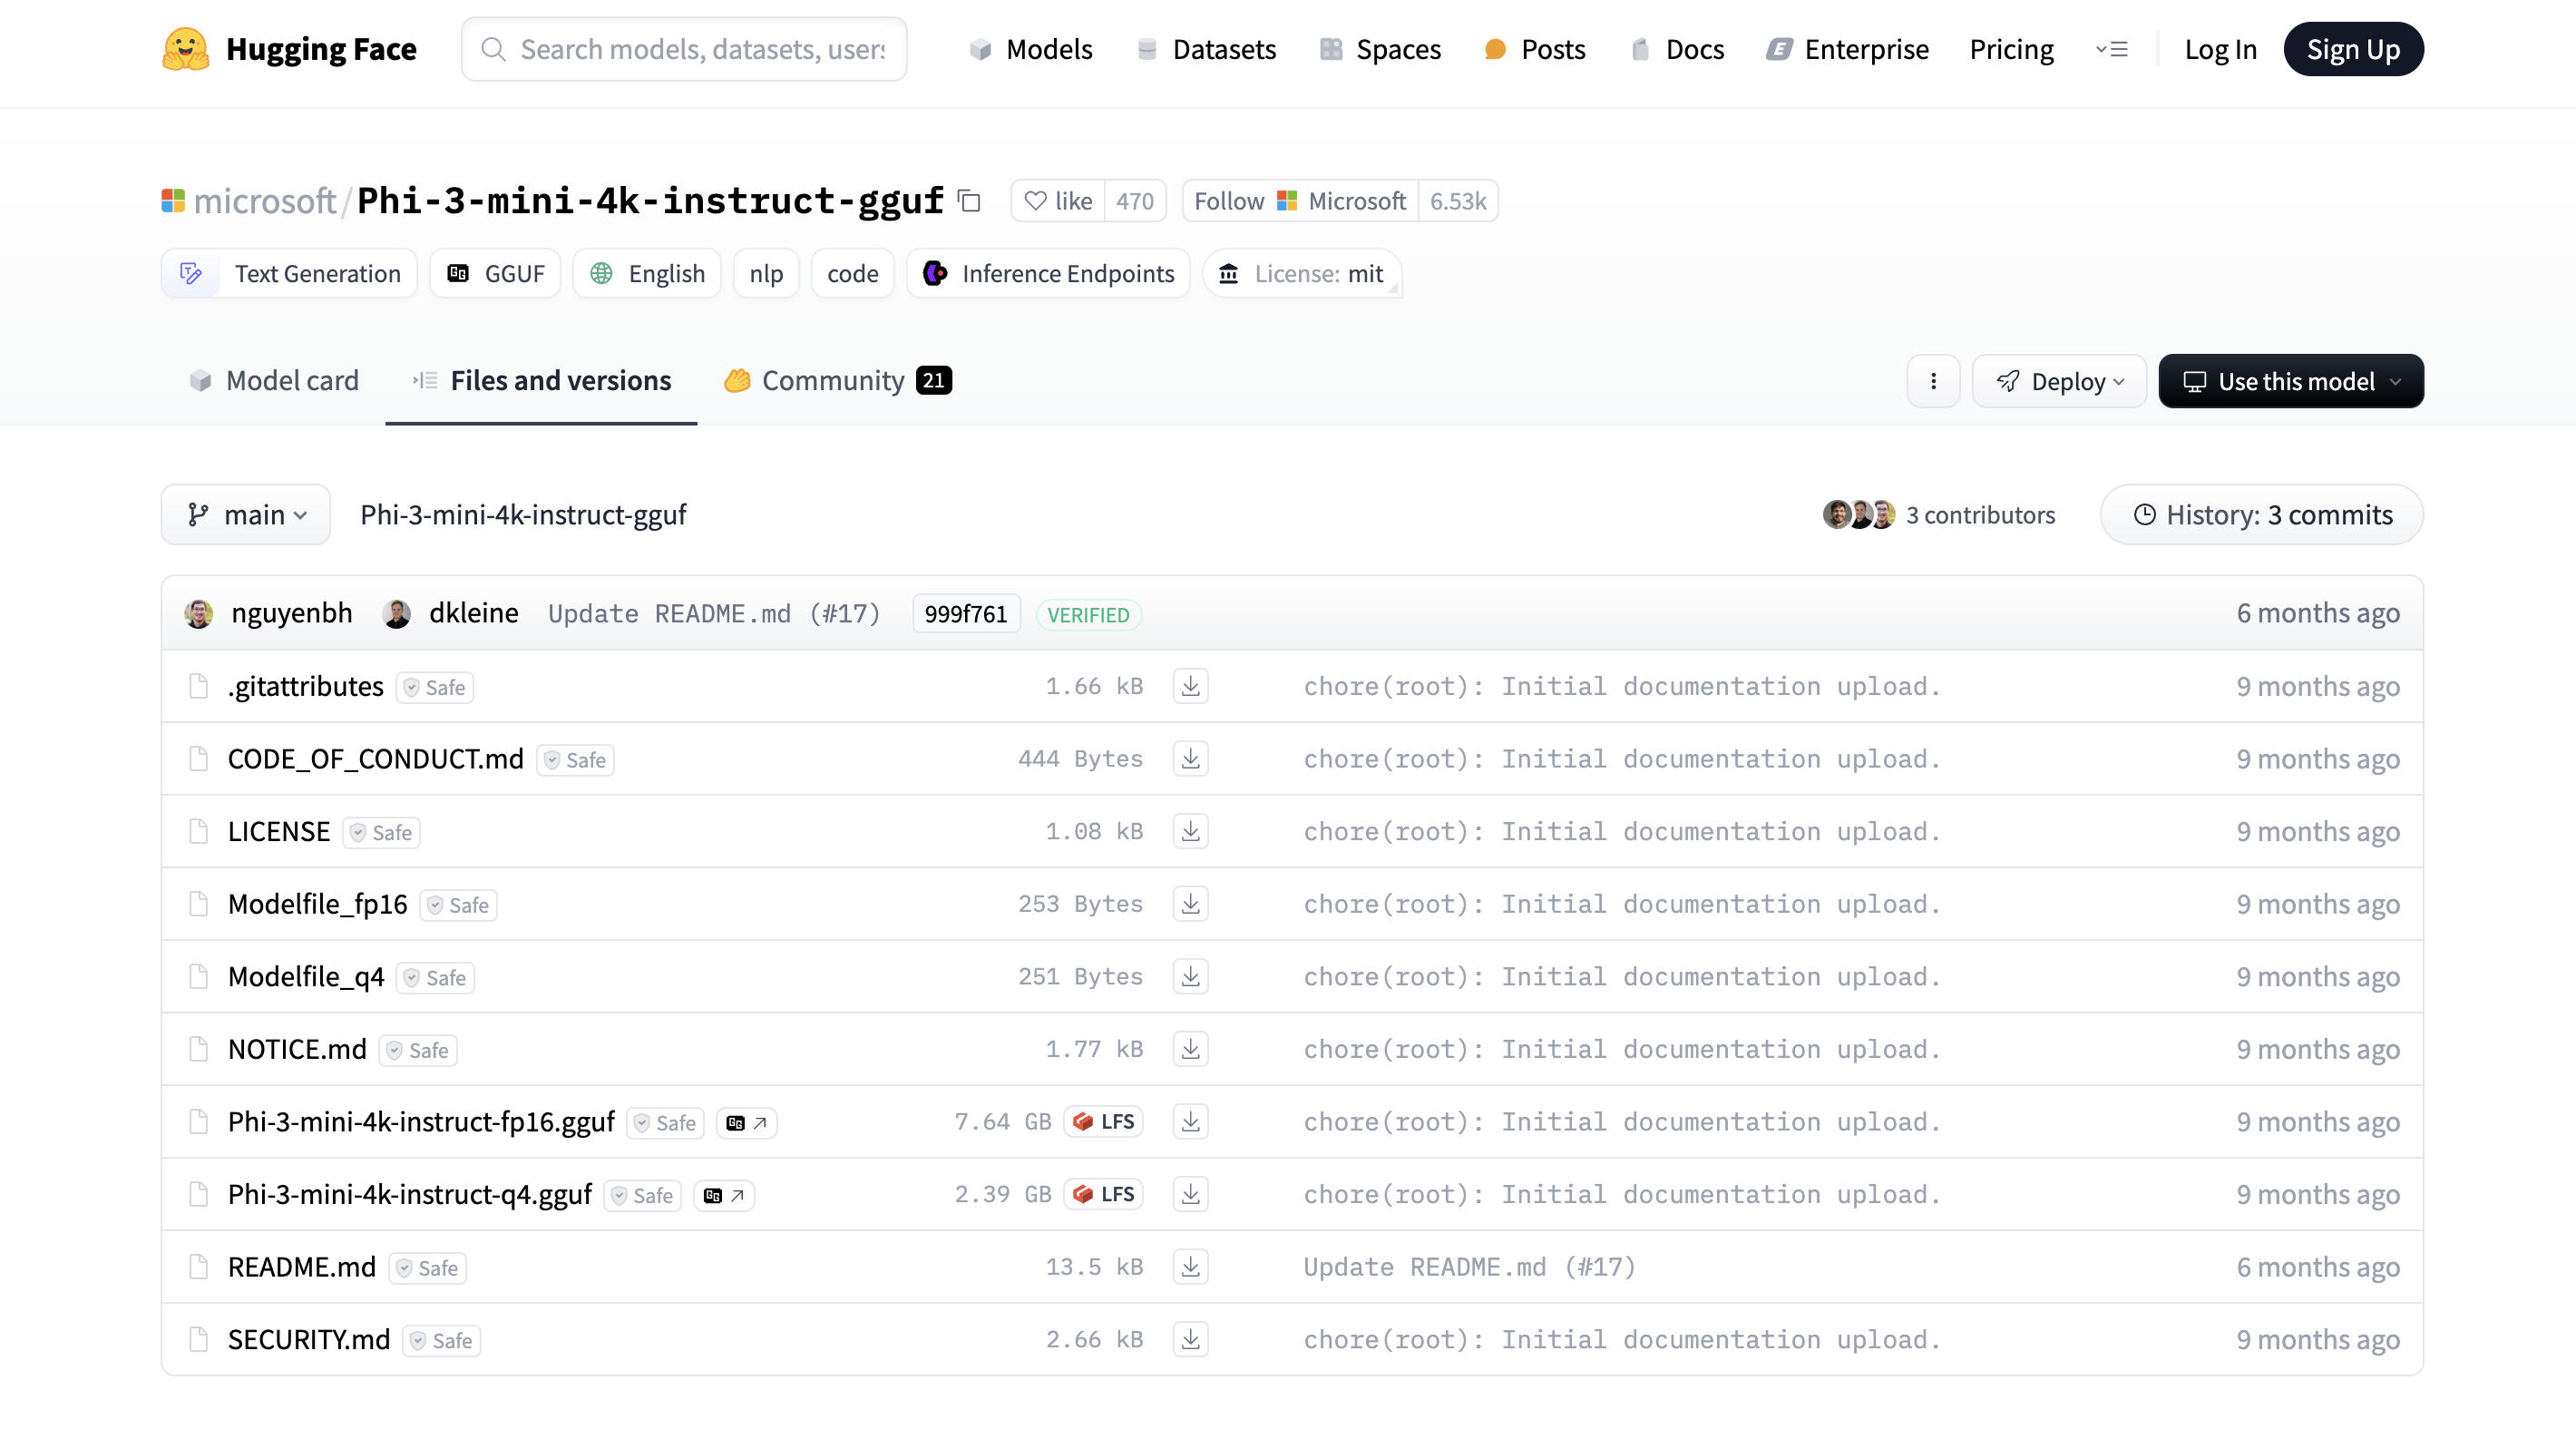 Hugging Face Search models, datasets, users Models Datasets Spaces Posts Docs Enterprise Pricing Log In Sign Up
microsoft/Phi-3-mini-4k-instruct-gguf like 470 Follow Microsoft 6.53k
Text Generation GGUF English nlp code Inference Endpoints License: mit
Model card Files and versions Community 21 Deploy Use this model
main Phi-3-mini-4k-instruct-gguf 3 contributors History: 3 commits
nguyenbh dkleine Update README.md (#17) 999f761 VERIFIED 6 months ago
.gitattributes Safe 1.66 kB chore(root): Initial documentation upload. 9 months ago
CODE_OF_CONDUCT.md Safe 444 Bytes chore(root): Initial documentation upload. 9 months ago
LICENSE Safe 1.08 kB chore(root): Initial documentation upload. 9 months ago
Modelfile_fp16 Safe 253 Bytes chore(root): Initial documentation upload. 9 months ago
Modelfile_q4 Safe 251 Bytes chore(root): Initial documentation upload. 9 months ago
NOTICE.md Safe 1.77 kB chore(root): Initial documentation upload. 9 months ago
Phi-3-mini-4k-instruct-fp16.gguf Safe 7.64 GB LFS chore(root): Initial documentation upload. 9 months ago
Phi-3-mini-4k-instruct-q4.gguf Safe 2.39 GB LFS chore(root): Initial documentation upload. 9 months ago
README.md Safe 13.5 kB Update README.md (#17) 6 months ago
SECURITY.md Safe 2.66 kB chore(root): Initial documentation upload. 9 months ago